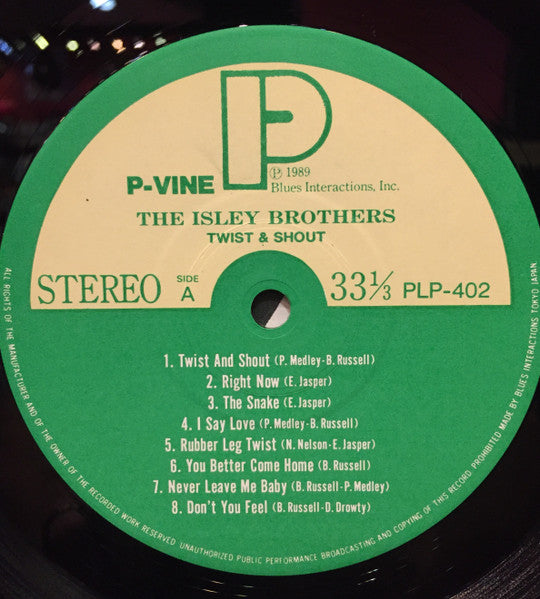 P
P-VINE
Ⓟ 1989
Blues Interactions, Inc.
THE ISLEY BROTHERS
TWIST & SHOUT
STEREO SIDE A 33⅓ PLP-402
1. Twist And Shout (P. Medley-B. Russell)
2. Right Now (E. Jasper)
3. The Snake (E. Jasper)
4. I Say Love (P. Medley-B. Russell)
5. Rubber Leg Twist (N. Nelson-E. Jasper)
6. You Better Come Home (B. Russell)
7. Never Leave Me Baby (B. Russell-P. Medley)
8. Don't You Feel (B. Russell-D. Drowty)
ALL RIGHTS OF THE MANUFACTURER AND OF THE OWNER OF THE RECORDED WORK RESERVED UNAUTHORIZED PUBLIC PERFORMANCE BROADCASTING AND COPYING OF THIS RECORD PROHIBITED MADE BY BLUES INTERACTIONS TOKYO JAPAN